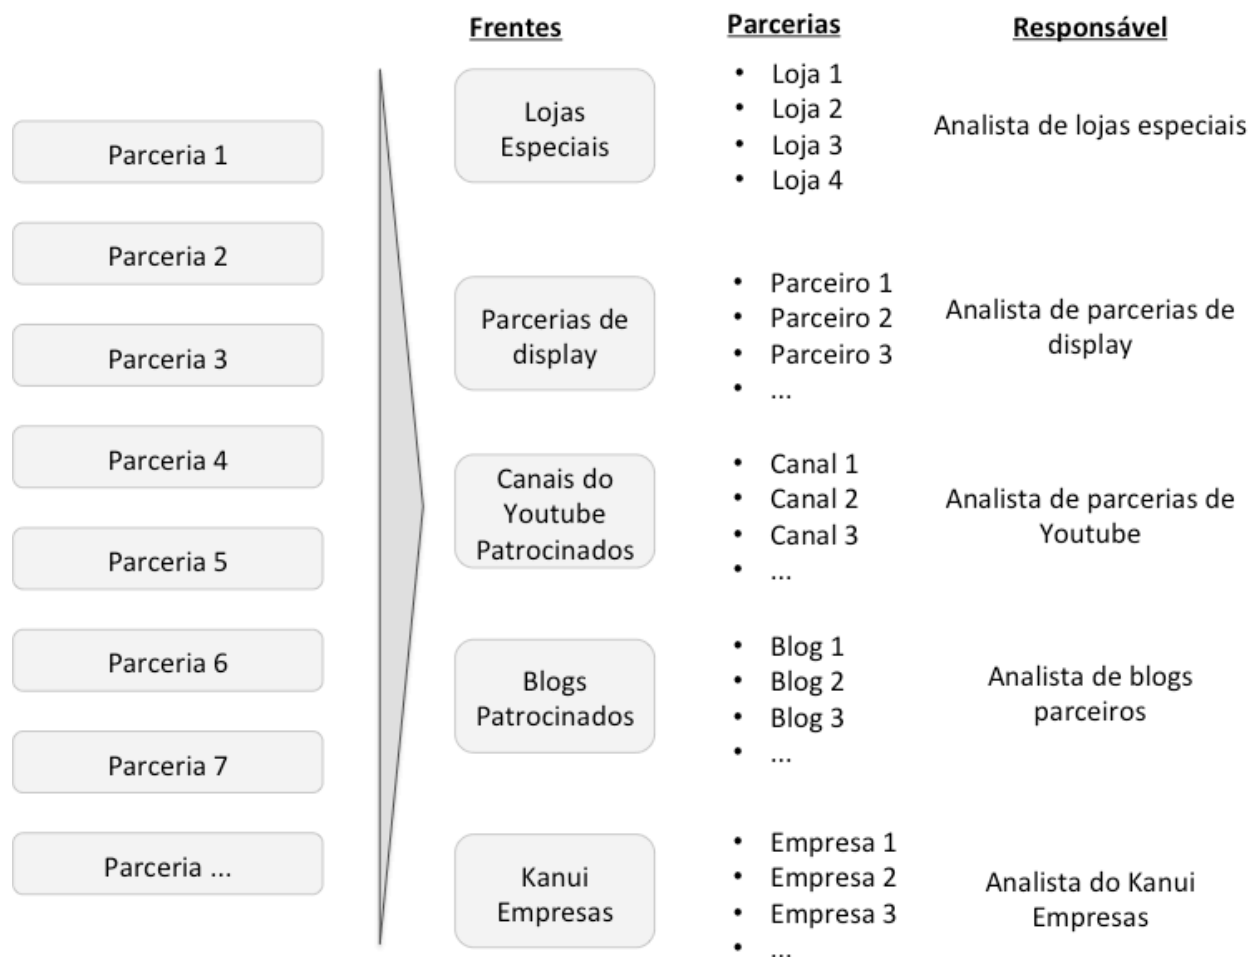 Parceria 1
Parceria 2
Parceria 3
Parceria 4
Parceria 5
Parceria 6
Parceria 7
Parceria ...
Frentes
Parcerias
Responsável
Lojas
Especiais
• Loja 1
• Loja 2
• Loja 3
• Loja 4
Analista de lojas especiais
Parcerias de
display
• Parceiro 1
• Parceiro 2
• Parceiro 3
• ...
Analista de parcerias de
display
Canais do
Youtube
Patrocinados
• Canal 1
• Canal 2
• Canal 3
• ...
Analista de parcerias de
Youtube
Blogs
Patrocinados
• Blog 1
• Blog 2
• Blog 3
• ...
Analista de blogs
parceiros
Kanui
Empresas
• Empresa 1
• Empresa 2
• Empresa 3
• ...
Analista do Kanui
Empresas